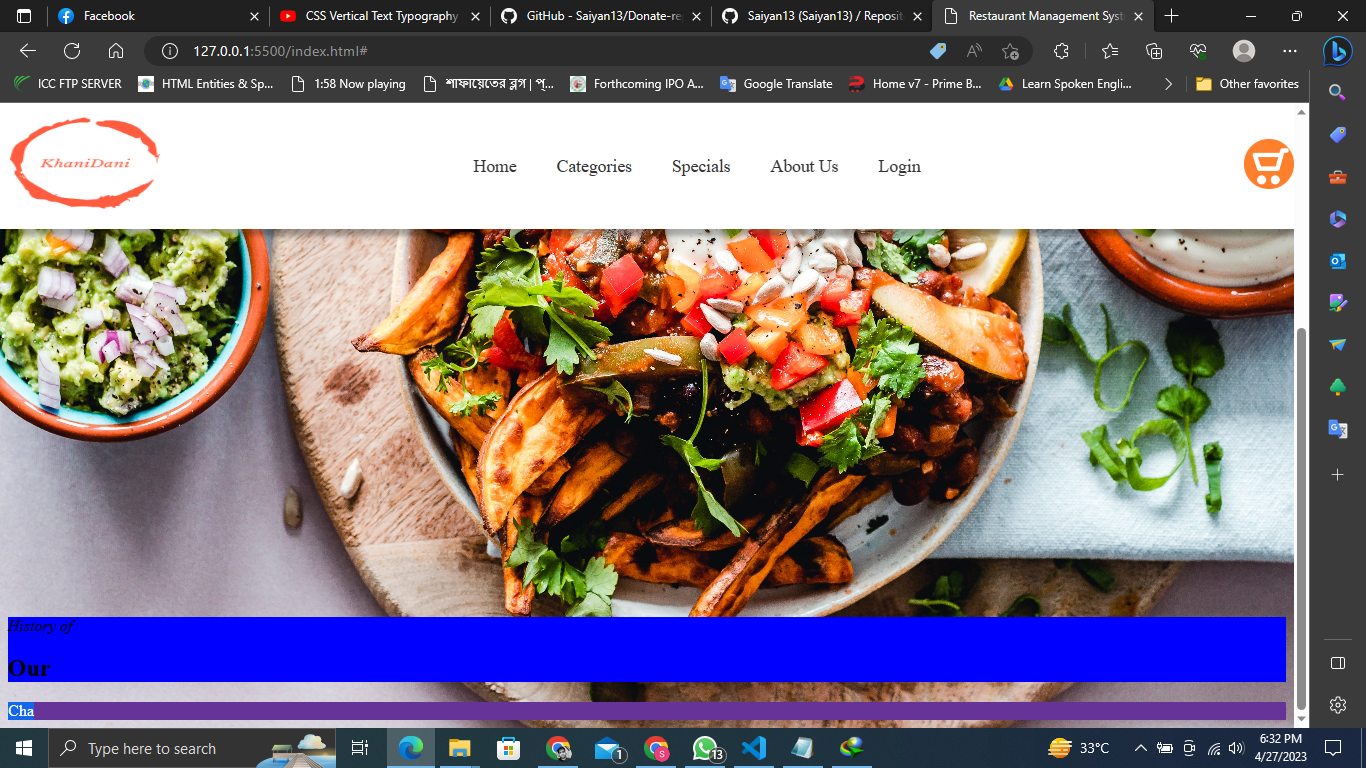 Facebook
CSS Vertical Text Typography
GitHub - Saiyan13/Donate-re
Saiyan13 (Saiyan13) / Reposit
Restaurant Management Syst
127.0.0.1:5500/index.html#
ICC FTP SERVER
HTML Entities & Sp...
1:58 Now playing
শাফায়েতের ব্লগ | প্...
Forthcoming IPO A...
Google Translate
Home v7 - Prime B...
Learn Spoken Engli...
Other favorites
KhaniDani
Home Categories Specials About Us Login
History of
Our
Cha
Type here to search
1
S
13
33°C
6:32 PM
4/27/2023